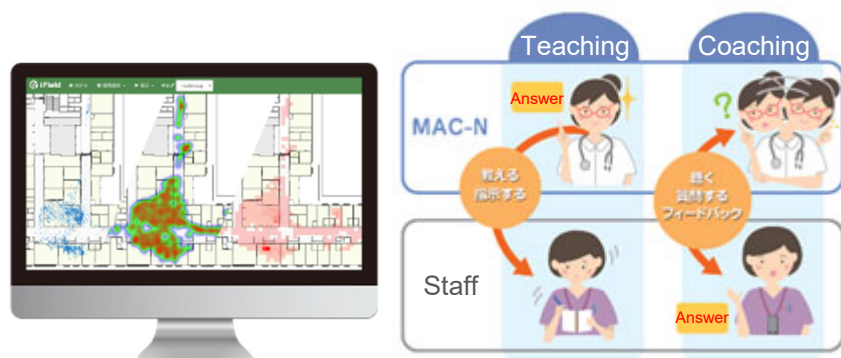 iField
Teaching
Coaching
Answer
MAC-N
教える
指示する
聴く
質問する
フィードバック
Staff
Answer
?